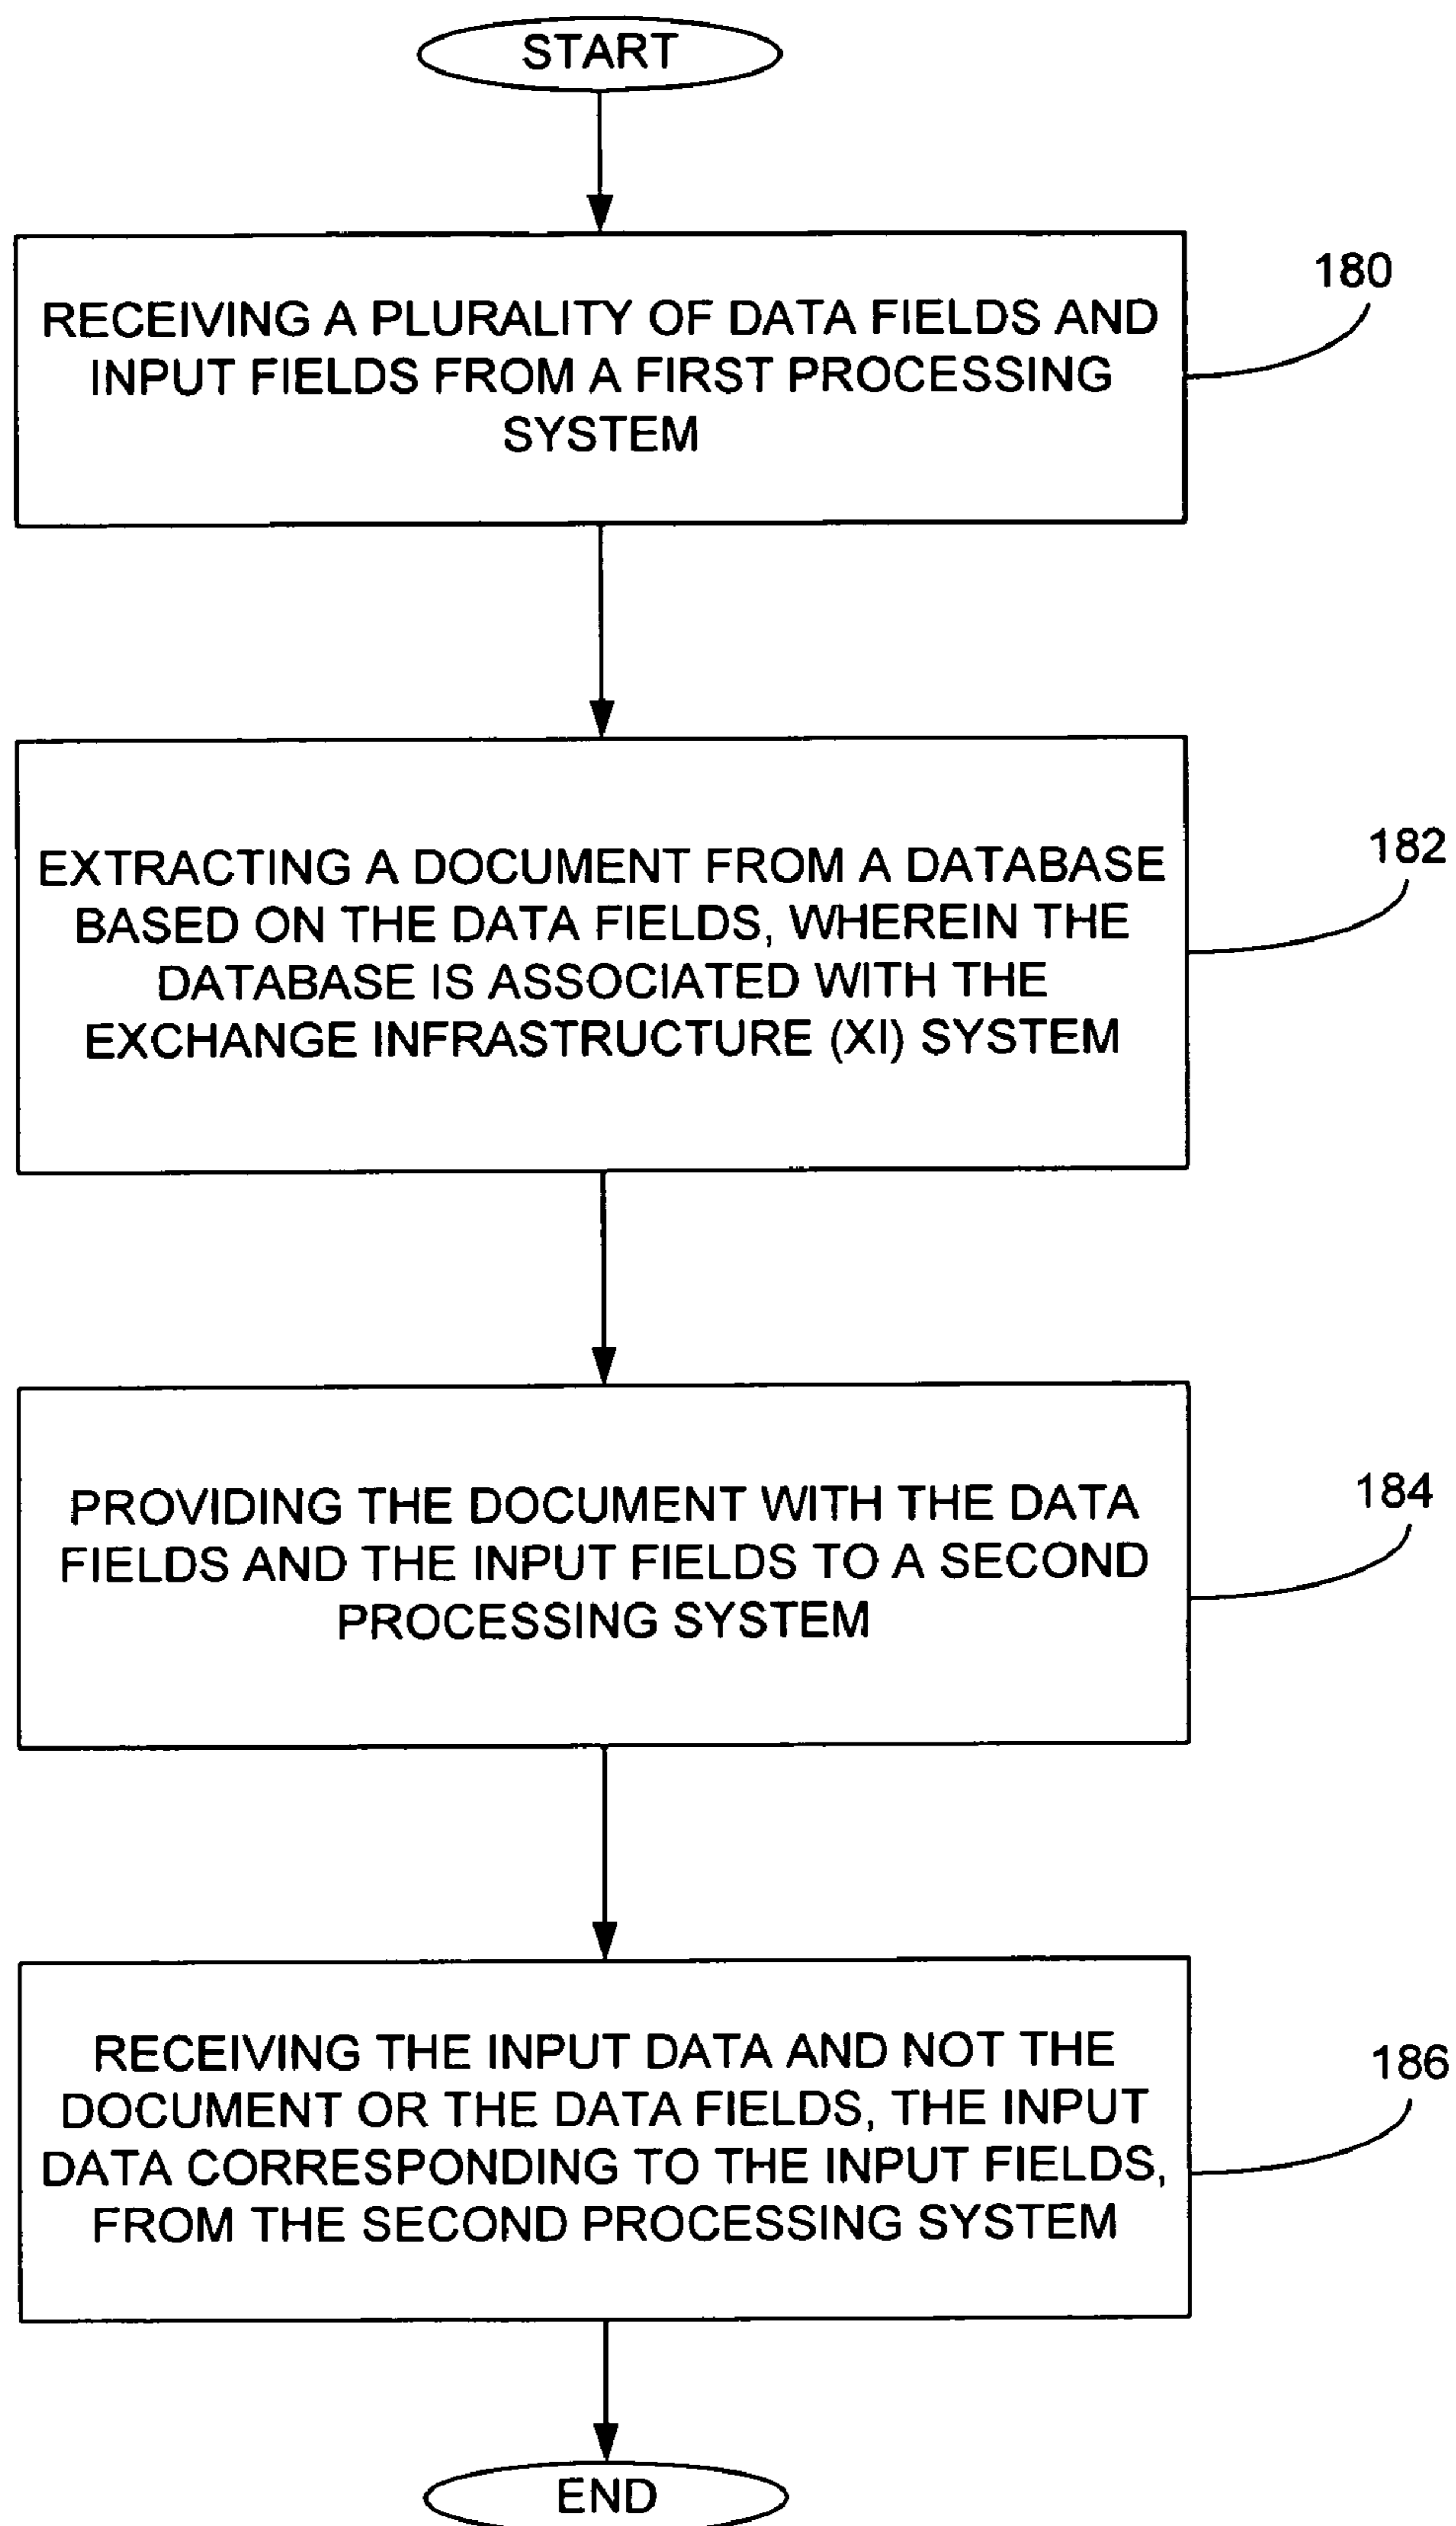 START
RECEIVING A PLURALITY OF DATA FIELDS AND
INPUT FIELDS FROM A FIRST PROCESSING
SYSTEM
180
EXTRACTING A DOCUMENT FROM A DATABASE
BASED ON THE DATA FIELDS, WHEREIN THE
DATABASE IS ASSOCIATED WITH THE
EXCHANGE INFRASTRUCTURE (XI) SYSTEM
182
PROVIDING THE DOCUMENT WITH THE DATA
FIELDS AND THE INPUT FIELDS TO A SECOND
PROCESSING SYSTEM
184
RECEIVING THE INPUT DATA AND NOT THE
DOCUMENT OR THE DATA FIELDS, THE INPUT
DATA CORRESPONDING TO THE INPUT FIELDS,
FROM THE SECOND PROCESSING SYSTEM
186
END